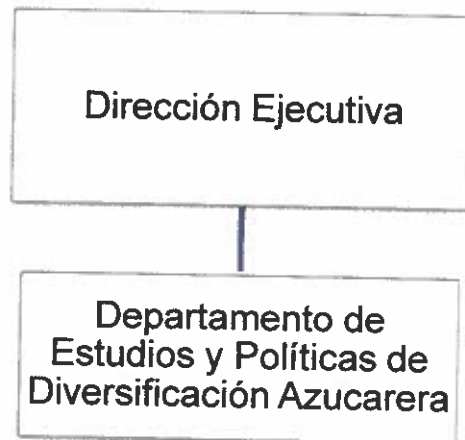 Dirección Ejecutiva
Departamento de
Estudios y Políticas de
Diversificación Azucarera